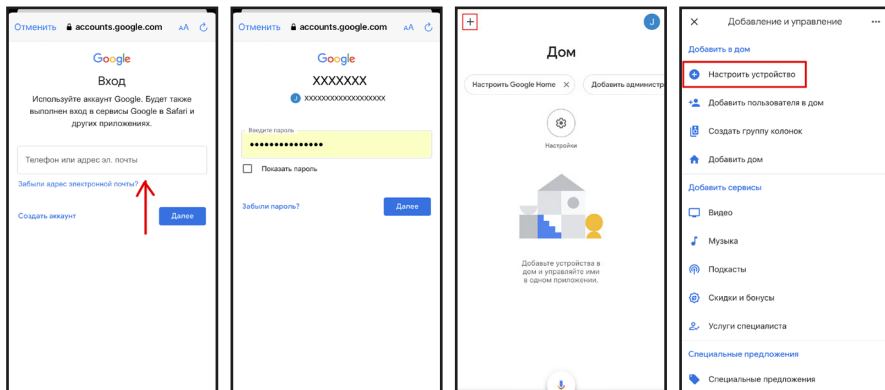 Отменить
accounts.google.com
AA
Google
Вход
Используйте аккаунт Google. Будет также
выполнен вход в сервисы Google в Safari и
других приложениях.
Телефон или адрес эл. почты
Забыли адрес электронной почты?
Создать аккаунт
Далее
Отменить
accounts.google.com
AA
Google
XXXXXXX
J
XXXXXXXXXXXXXXXXXXX
Введите пароль
Показать пароль
Забыли пароль?
Далее
J
Дом
Настроить Google Home
Добавить администр
Настройки
Добавьте устройства в
дом и управляйте ими
в одном приложении.
Добавление и управление
Добавить в дом
Настроить устройство
Добавить пользователя в дом
Создать группу колонок
Добавить дом
Добавить сервисы
Видео
Музыка
Подкасты
Скидки и бонусы
Услуги специалиста
Специальные предложения
Специальные предложения